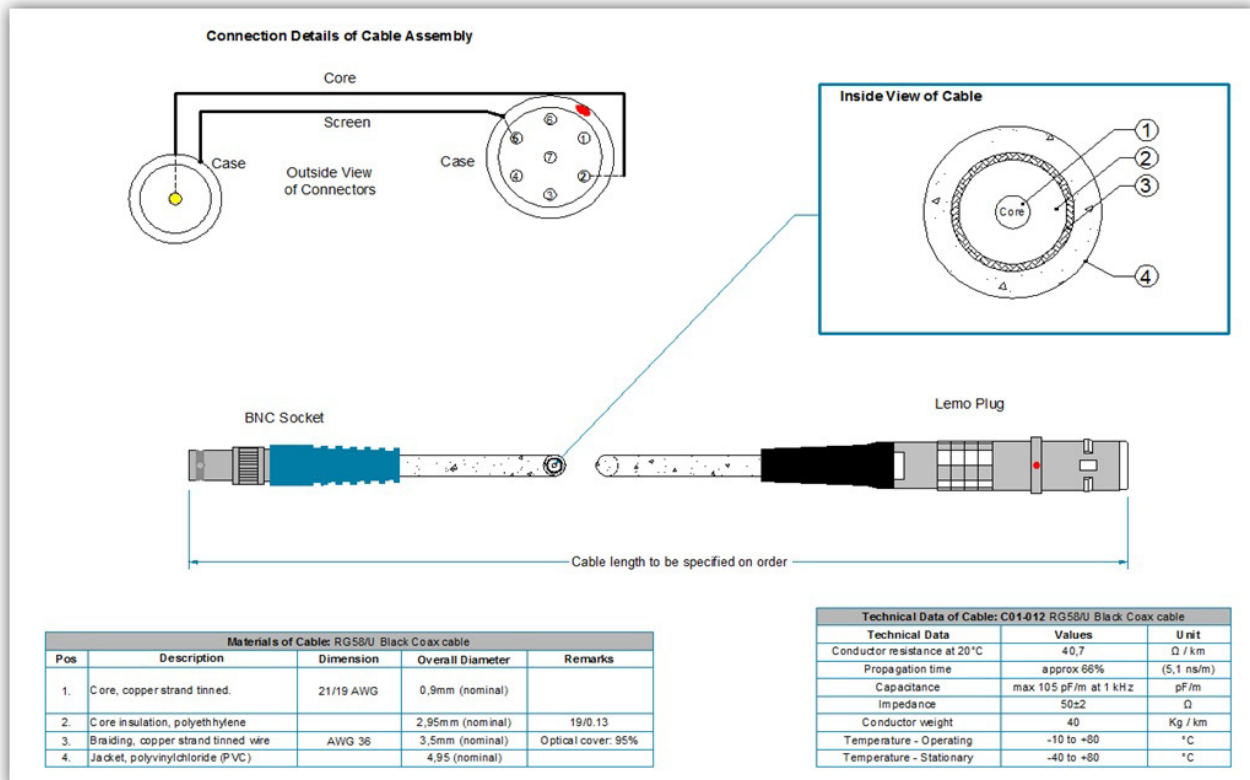 Connection Details of Cable Assembly
Core
Screen
Case
Outside View
of Connectors
Case
6
5
1
7
4
2
3
Inside View of Cable
Core
1
2
3
4
BNC Socket
Lemo Plug
Cable length to be specified on order
Materials of Cable: RG58/U Black Coax cable
Pos Description Dimension Overall Diameter Remarks
1. Core, copper strand tinned. 21/19 AWG 0,9mm (nominal)
2. Core insulation, polyethhylene 2,95mm (nominal) 19/0.13
3. Braiding, copper strand tinned wire AWG 36 3,5mm (nominal) Optical cover: 95%
4. Jacket, polyvinylchloride (PVC) 4,95 (nominal)
Technical Data of Cable: C01-012 RG58/U Black Coax cable
Technical Data Values Unit
Conductor resistance at 20°C 40,7 Ω / km
Propagation time approx 66% (5,1 ns/m)
Capacitance max 105 pF/m at 1 kHz pF/m
Impedance 50±2 Ω
Conductor weight 40 Kg / km
Temperature - Operating -10 to +80 °C
Temperature - Stationary -40 to +80 °C